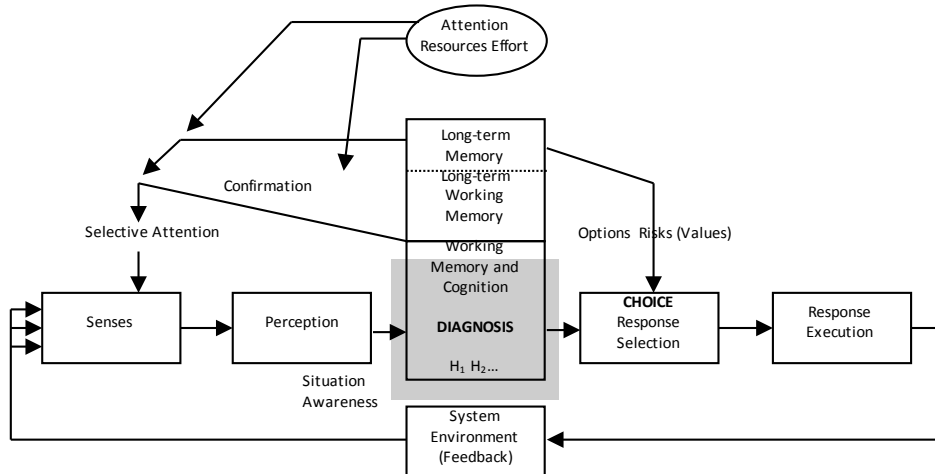 Attention
Resources Effort
Long-term
Memory
Long-term
Working
Memory
Confirmation
Selective Attention
Options Risks (Values)
Working
Memory and
Cognition
DIAGNOSIS
H₁ H₂...
Senses
Perception
CHOICE
Response
Selection
Response
Execution
Situation
Awareness
System
Environment
(Feedback)